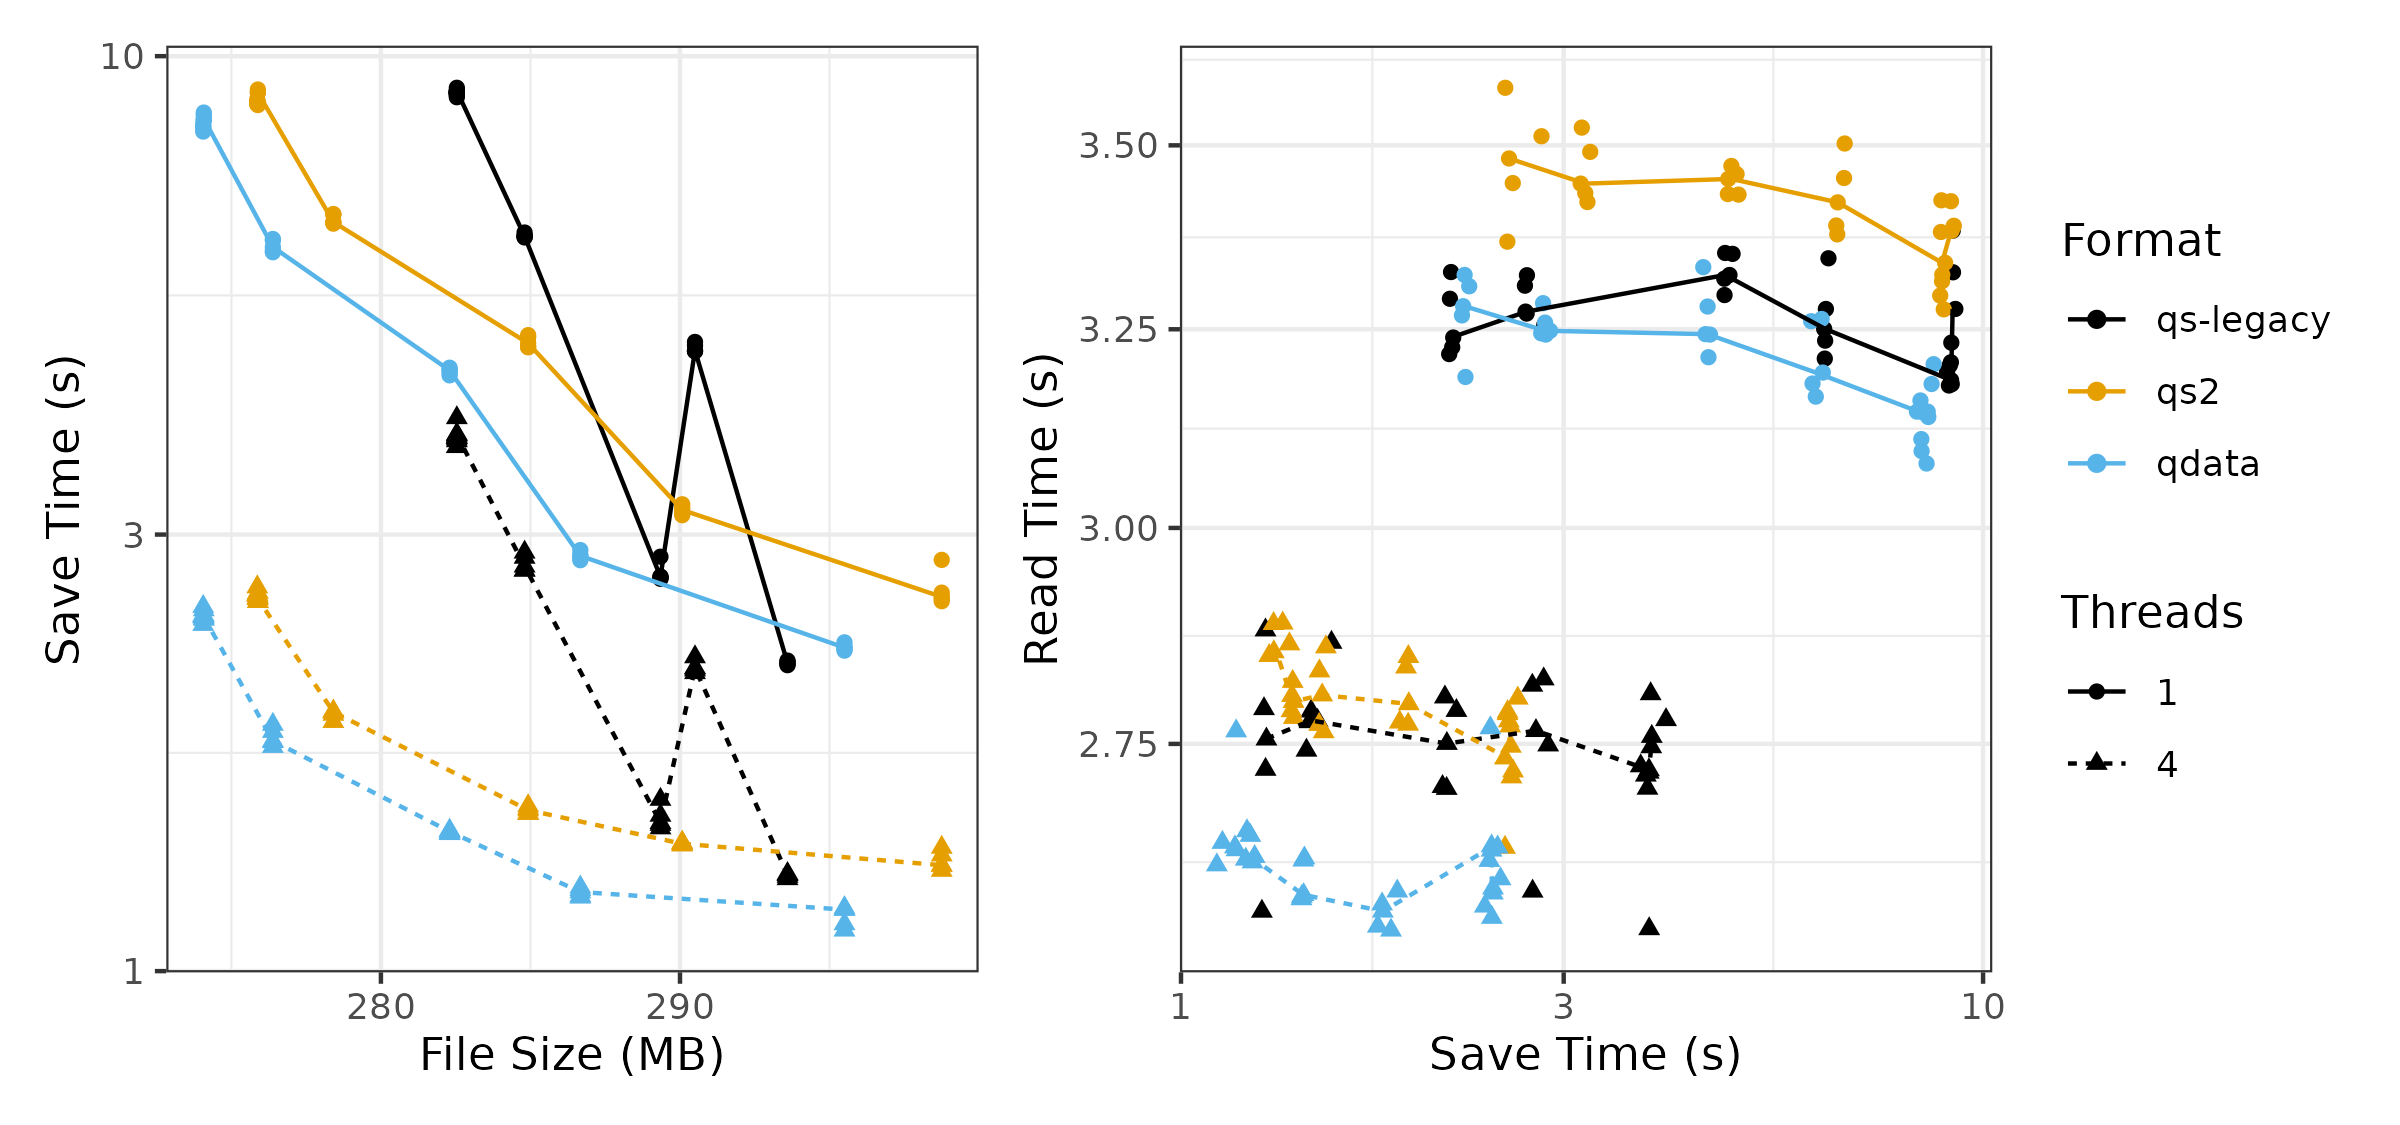 10
3
1
Save Time (s)
280 290
File Size (MB)
3.50
3.25
3.00
2.75
Read Time (s)
1 3 10
Save Time (s)
Format
qs-legacy
qs2
qdata
Threads
1
4